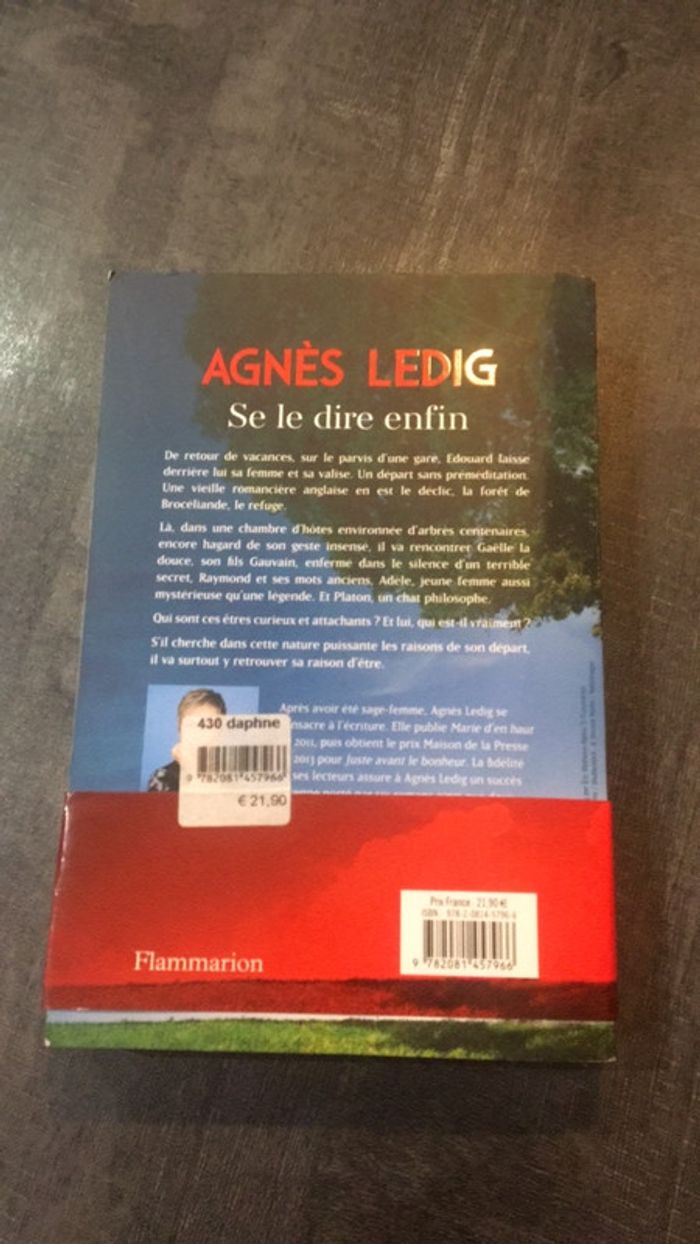 AGNÈS LEDIG
Se le dire enfin
De retour de vacances, sur le parvis d'une gare, Edouard laisse
derrière lui sa femme et sa valise. Un départ sans préméditation.
Une vieille romancière anglaise en est le déclic, la forêt de
Brocéliande, le refuge.
Là, dans une chambre d'hôtes environnée d'arbres centenaires,
encore hagard de son geste insensé, il va rencontrer Gaëlle la
douce, son fils Gauvain, enfermé dans le silence d'un terrible
secret, Raymond et ses mots anciens, Adèle, jeune femme aussi
mystérieuse qu'une légende. Et Platon, un chat philosophe.
Qui sont ces êtres curieux et attachants ? Et lui, qui est-il vraiment ?
S'il cherche dans cette nature puissante les raisons de son départ,
il va surtout y retrouver sa raison d'être.
Après avoir été sage-femme, Agnès Ledig se
nsacre à l'écriture. Elle publie Marie d'en haut
2011, puis obtient le prix Maison de la Presse
2013 pour Juste avant le bonheur. La fidélité
ses lecteurs assure à Agnès Ledig un succès
430 daphne
9 782081 457966
€ 21,90
Prix France : 21,90 €
ISBN : 978-2-0814-5796-6
9 782081 457966
Flammarion